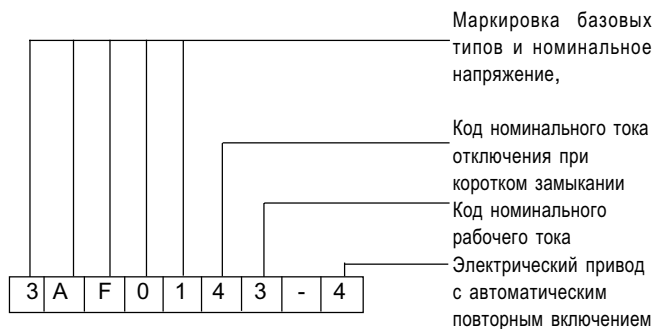 Маркировка базовых
типов и номинальное
напряжение,
Код номинального тока
отключения при
коротком замыкании
Код номинального
рабочего тока
Электрический привод
с автоматическим
повторным включением
3 A F 0 1 4 3 - 4